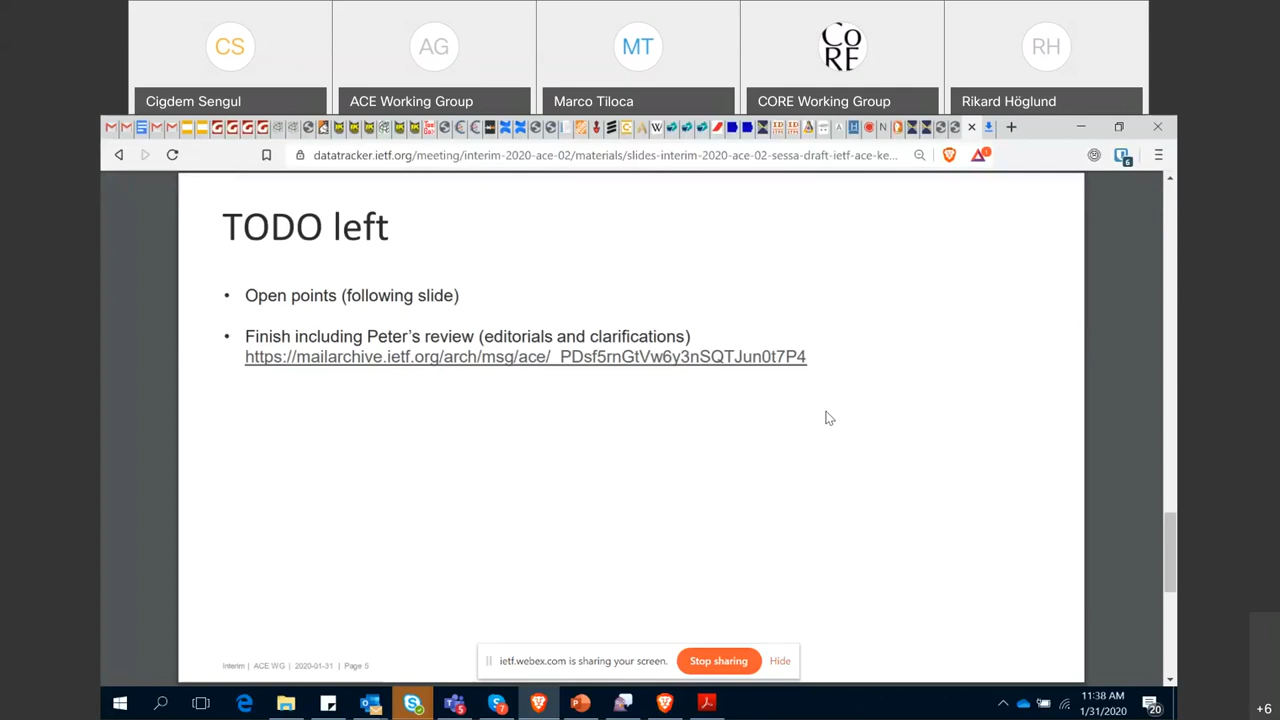 CS
AG
MT
CORE
RH
Cigdem Sengul
ACE Working Group
Marco Tiloca
CORE Working Group
Rikard Höglund
datatracker.ietf.org/meeting/interim-2020-ace-02/materials/slides-interim-2020-ace-02-sessa-draft-ietf-ace-ke...
TODO left
• Open points (following slide)
• Finish including Peter's review (editorials and clarifications)
https://mailarchive.ietf.org/arch/msg/ace/_PDsf5rnGtVw6y3nSQTJun0t7P4
Interim | ACE WG | 2020-01-31 | Page 5
ietf.webex.com is sharing your screen.
Stop sharing
Hide
11:38 AM
1/31/2020
20
+6